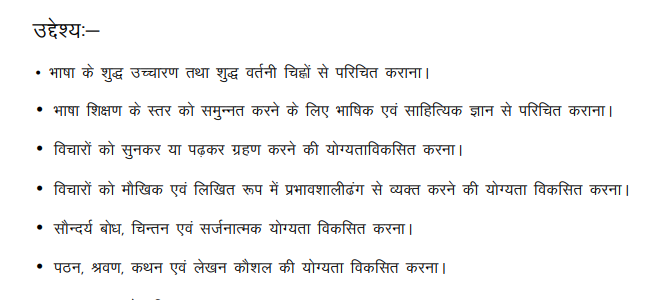 उद्देश्य:–
• भाषा के शुद्ध उच्चारण तथा शुद्ध वर्तनी चिह्नों से परिचित कराना।
• भाषा शिक्षण के स्तर को समुन्नत करने के लिए भाषिक एवं साहित्यिक ज्ञान से परिचित कराना।
• विचारों को सुनकर या पढ़कर ग्रहण करने की योग्यताविकसित करना।
• विचारों को मौखिक एवं लिखित रूप में प्रभावशालीढंग से व्यक्त करने की योग्यता विकसित करना।
• सौन्दर्य बोध, चिन्तन एवं सर्जनात्मक योग्यता विकसित करना।
• पठन, श्रवण, कथन एवं लेखन कौशल की योग्यता विकसित करना।